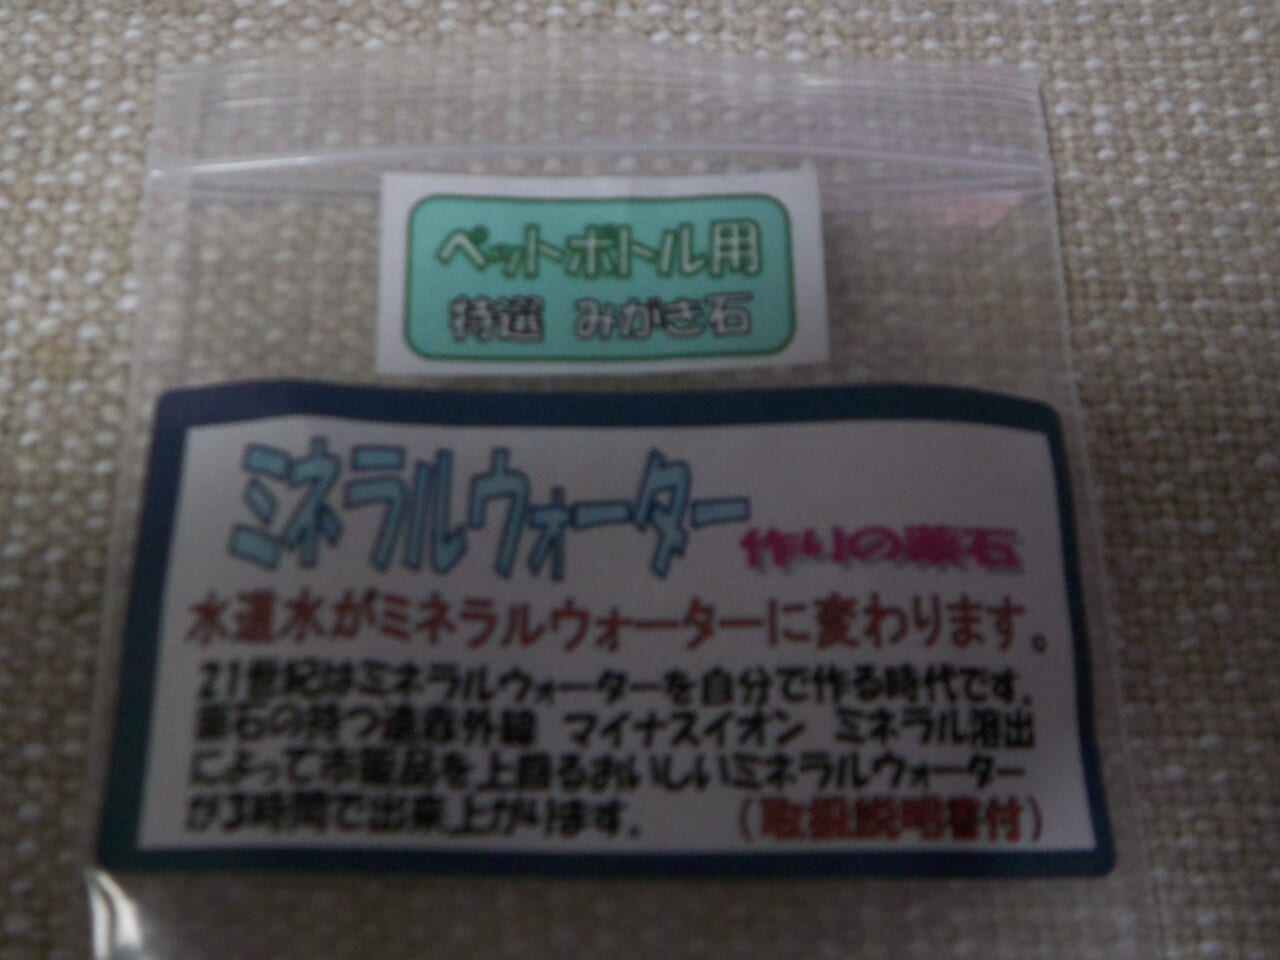 ペットボトル用
特選 みがき石
ミネラルウォーター
作りの薬石
水道水がミネラルウォーターに変わります。
21世紀はミネラルウォーターを自分で作る時代です。
薬石の持つ遠赤外線 マイナスイオン ミネラル溶出
によって市販品を上回るおいしいミネラルウォーター
が3時間で出来上がります。 (取扱説明書付)